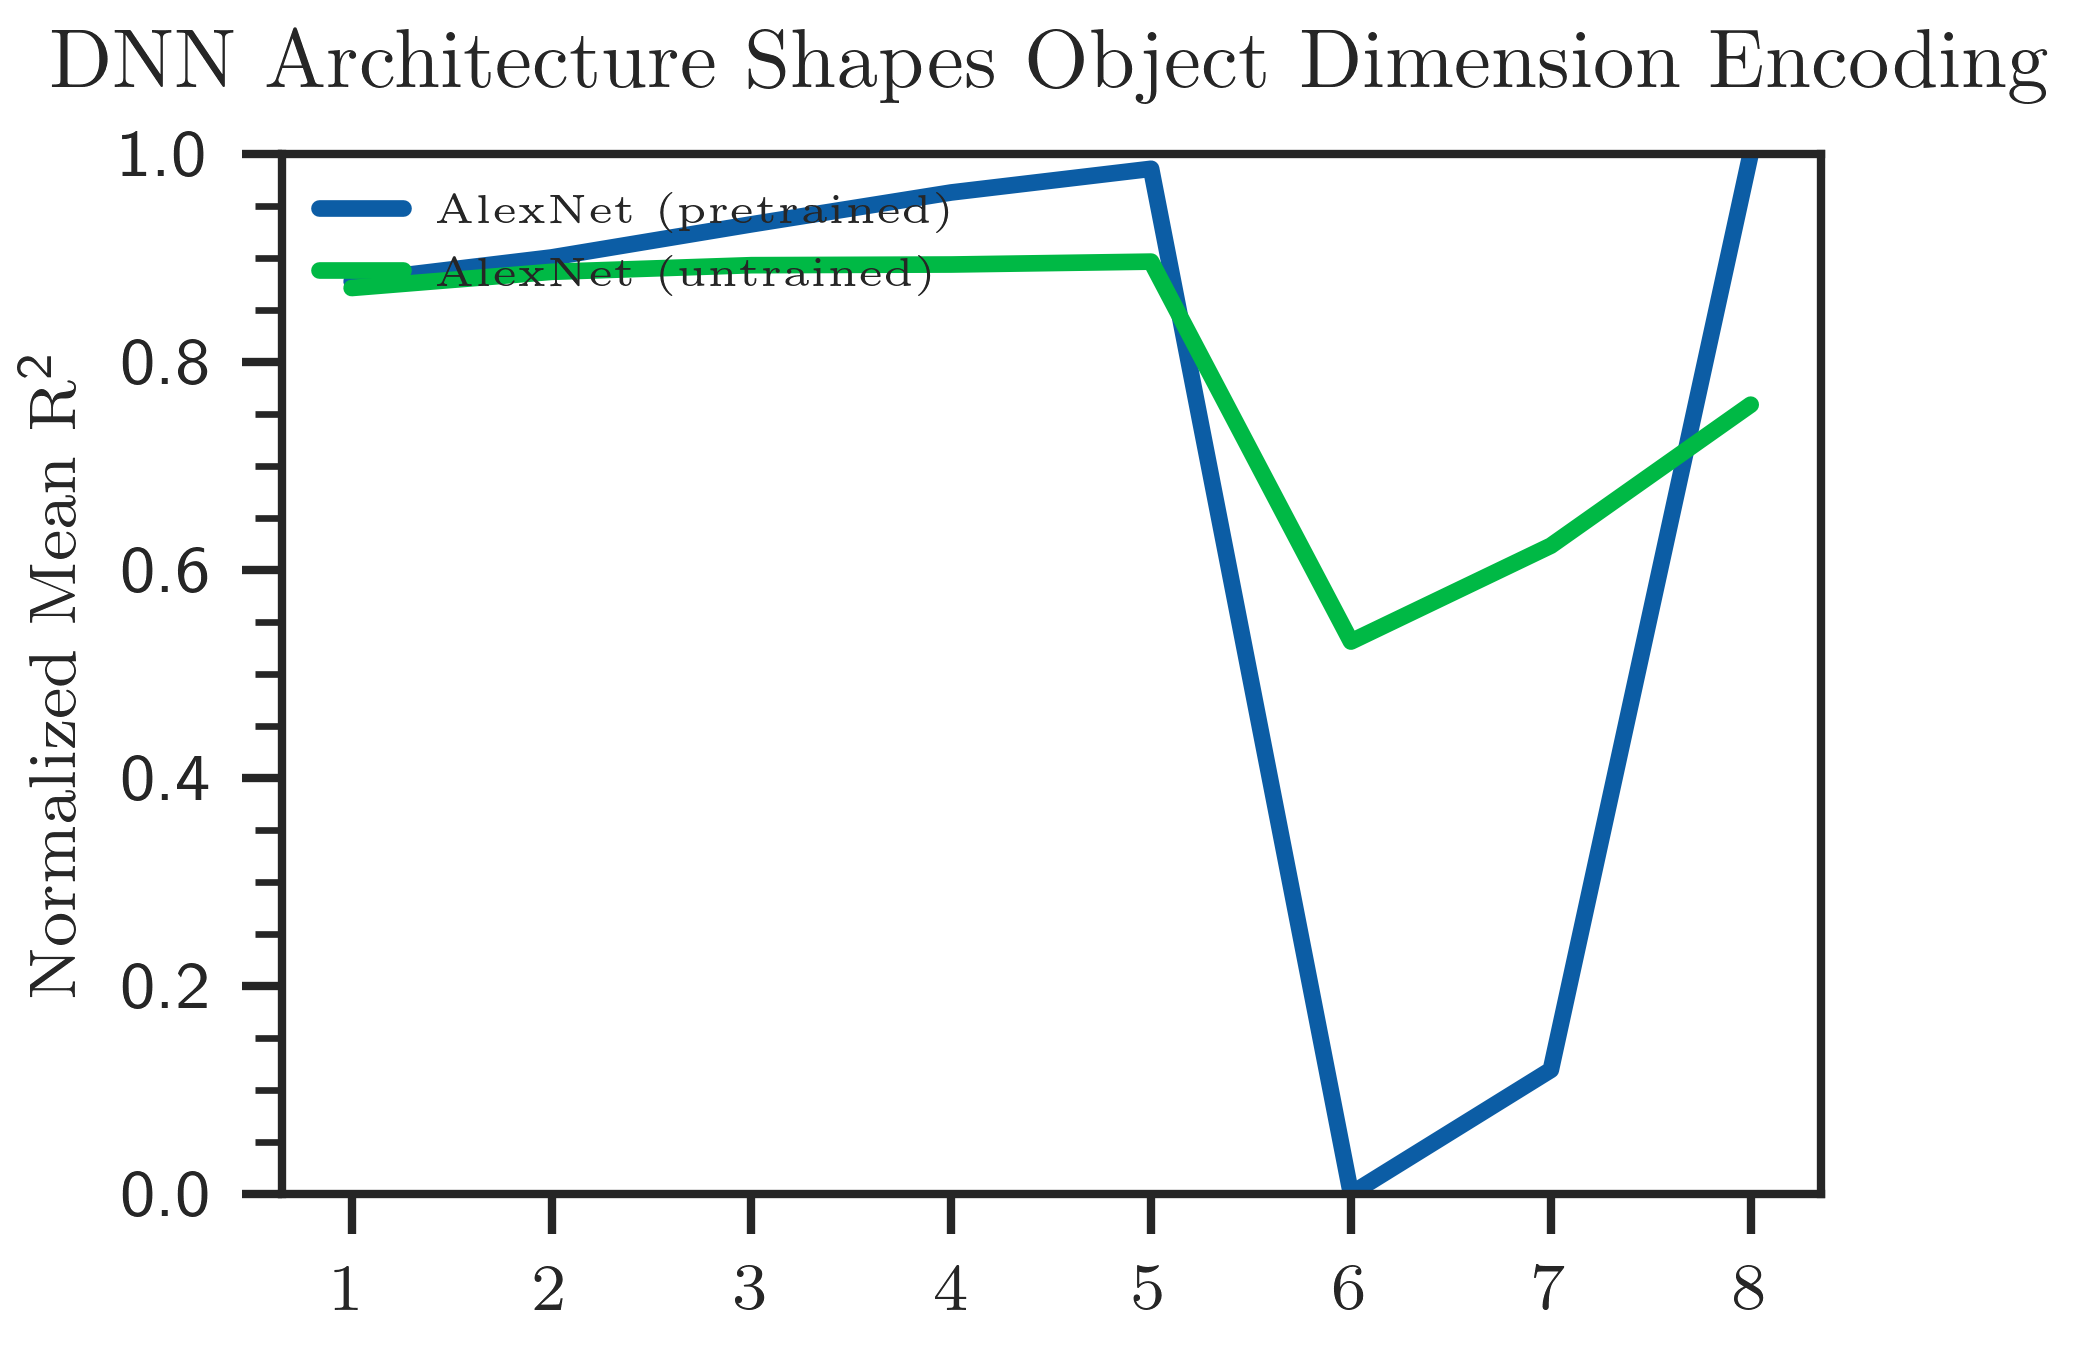 DNN Architecture Shapes Object Dimension Encoding
Normalized Mean R²
1.0
0.8
0.6
0.4
0.2
0.0
AlexNet (pretrained)
AlexNet (untrained)
1 2 3 4 5 6 7 8